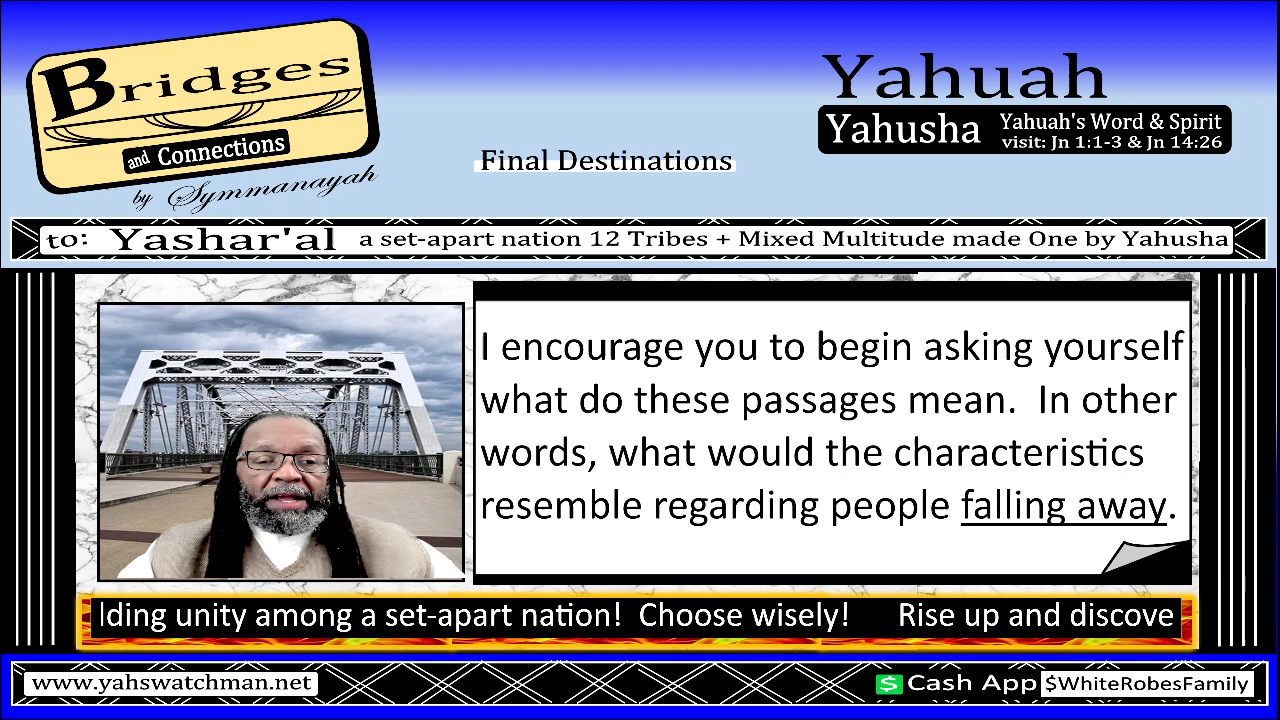 Bridges
and Connections
by Symmanayah
Final Destinations
Yahuah
Yahusha
Yahuah's Word & Spirit
visit: Jn 1:1-3 & Jn 14:26
to: Yashar'al a set-apart nation 12 Tribes + Mixed Multitude made One by Yahusha
I encourage you to begin asking yourself
what do these passages mean. In other
words, what would the characteristics
resemble regarding people falling away.
lding unity among a set-apart nation! Choose wisely! Rise up and discove
www.yahswatchman.net
$ Cash App $WhiteRobesFamily